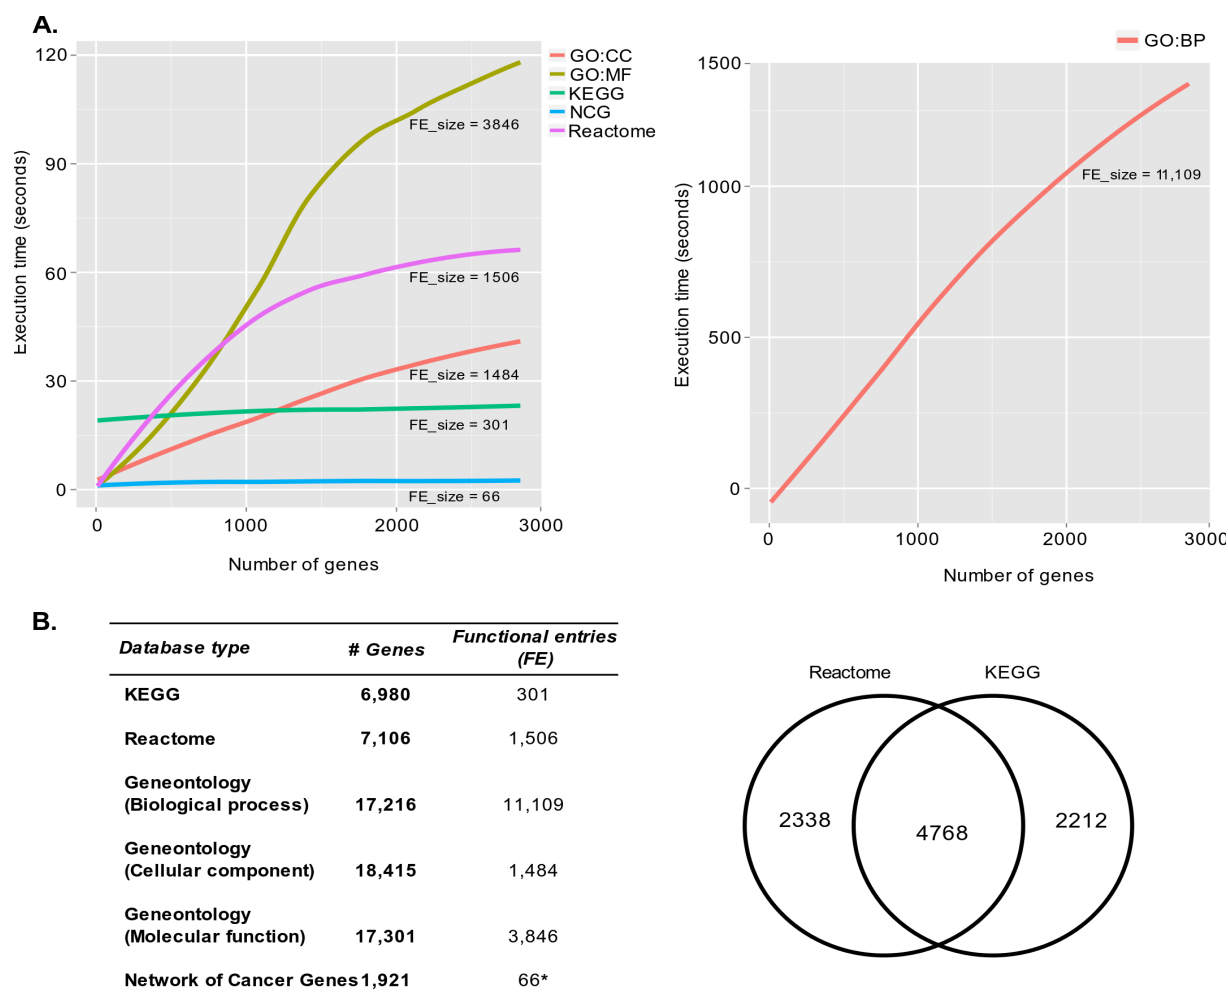 A.
GO:CC
GO:MF
KEGG
NCG
Reactome
120
90
60
30
0
Execution time (seconds)
FE_size = 3846
FE_size = 1506
FE_size = 1484
FE_size = 301
FE_size = 66
0 1000 2000 3000
Number of genes
GO:BP
1500
1000
500
0
Execution time (seconds)
FE_size = 11,109
0 1000 2000 3000
Number of genes
B.
Database type # Genes Functional entries
(FE)
KEGG 6,980 301
Reactome 7,106 1,506
Geneontology
(Biological process) 17,216 11,109
Geneontology
(Cellular component) 18,415 1,484
Geneontology
(Molecular function) 17,301 3,846
Network of Cancer Genes 1,921 66*
Reactome KEGG
2338 4768 2212